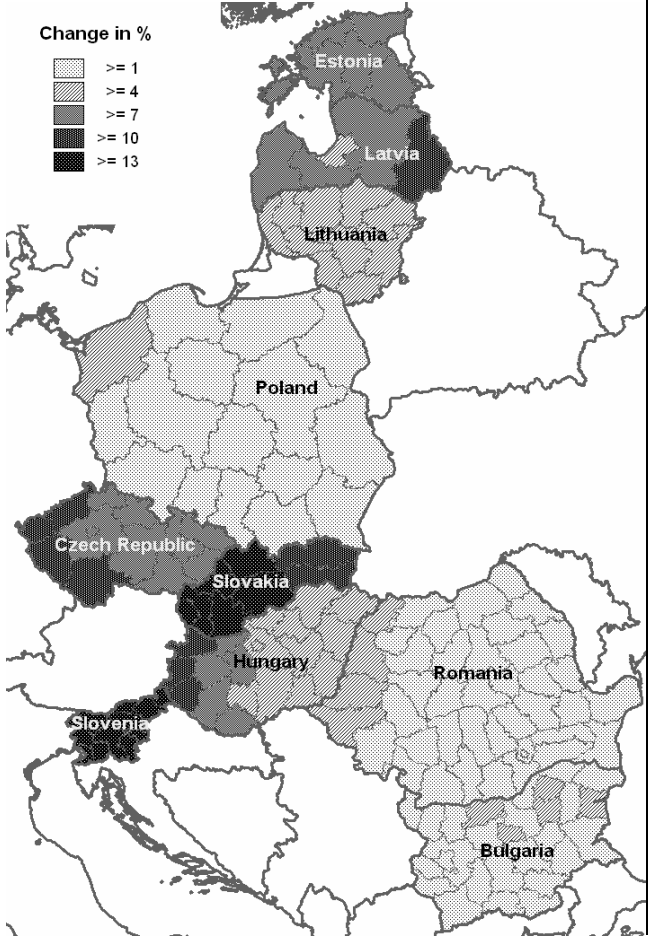 Change in %
>= 1
>= 4
>= 7
>= 10
>= 13
Estonia
Latvia
Lithuania
Poland
Czech Republic
Slovakia
Hungary
Romania
Slovenia
Bulgaria